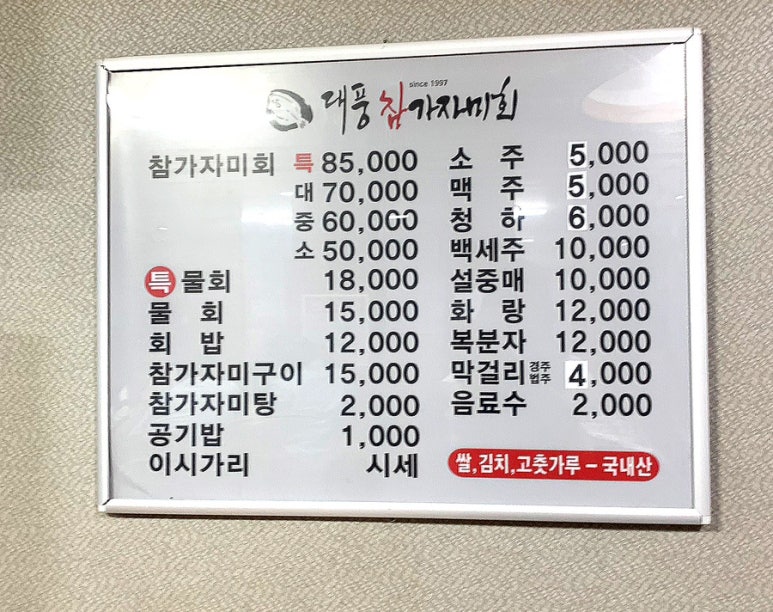 since 1997
대풍 참가자미회
참가자미회 특 85,000
대 70,000
중 60,000
소 50,000
특 물회 18,000
물 회 15,000
회 밥 12,000
참가자미구이 15,000
참가자미탕 2,000
공기밥 1,000
이시가리 시세
소 주 5,000
맥 주 5,000
청 하 6,000
백세주 10,000
설중매 10,000
화 랑 12,000
복분자 12,000
막걸리 경주법주 4,000
음료수 2,000
쌀,김치,고춧가루 – 국내산